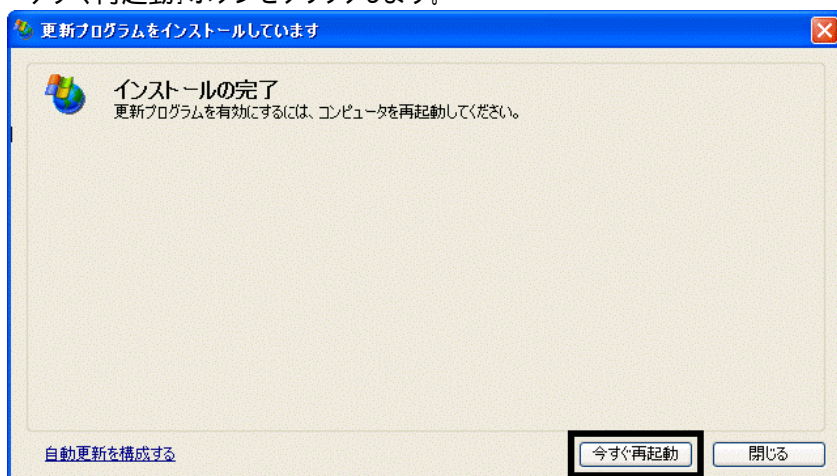 更新プログラムをインストールしています
インストールの完了
更新プログラムを有効にするには、コンピュータを再起動してください。
自動更新を構成する
今すぐ再起動
閉じる